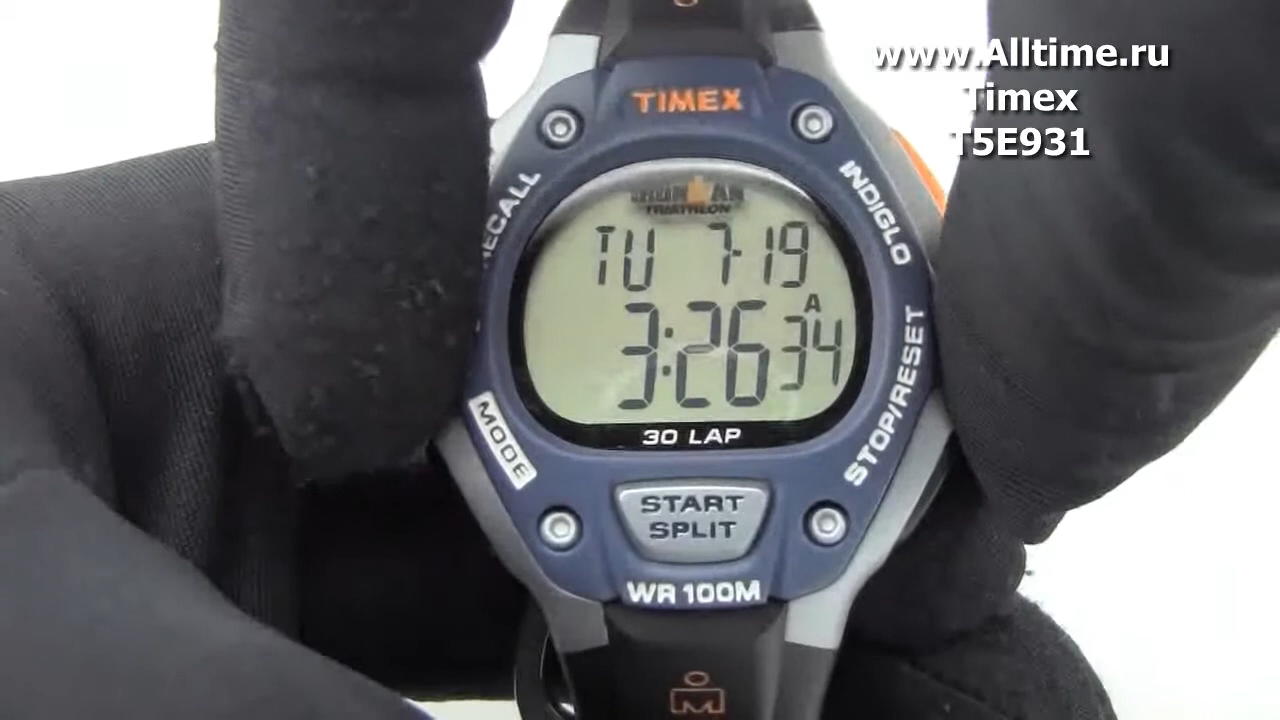 www.Alltime.ru
Timex
T5E931
TIMEX
RECALL
INDIGLO
IRONMAN
TRIATHLON
TU 7-19
A
3:26 34
MODE
STOP/RESET
30 LAP
START
SPLIT
WR 100M